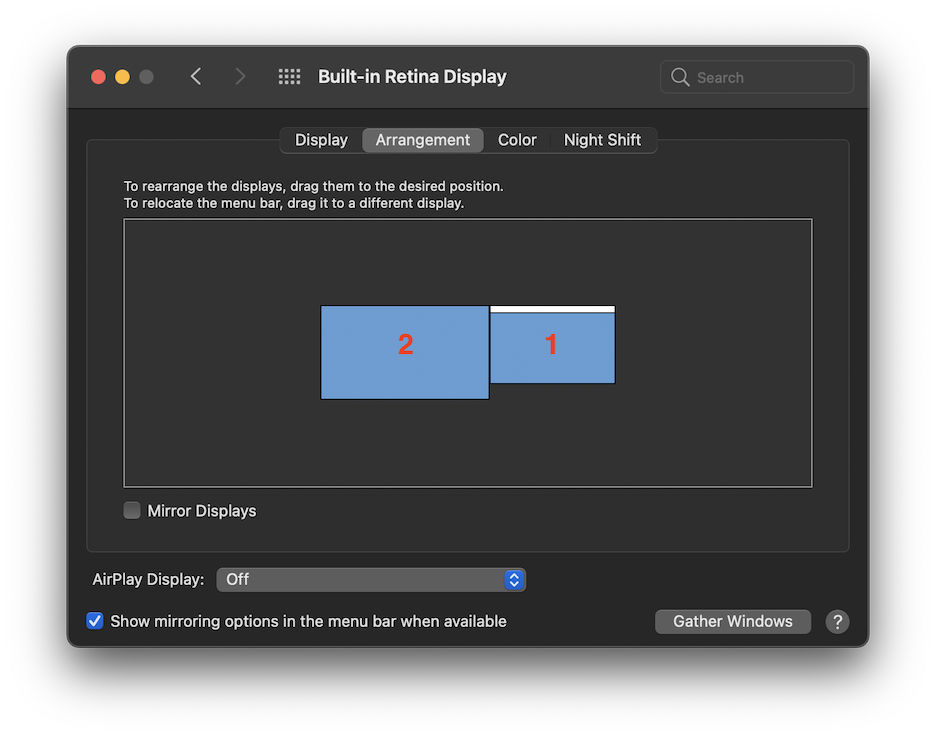 Built-in Retina Display
Search
Display
Arrangement
Color
Night Shift
To rearrange the displays, drag them to the desired position.
To relocate the menu bar, drag it to a different display.
2
1
Mirror Displays
AirPlay Display:
Off
Show mirroring options in the menu bar when available
Gather Windows
?